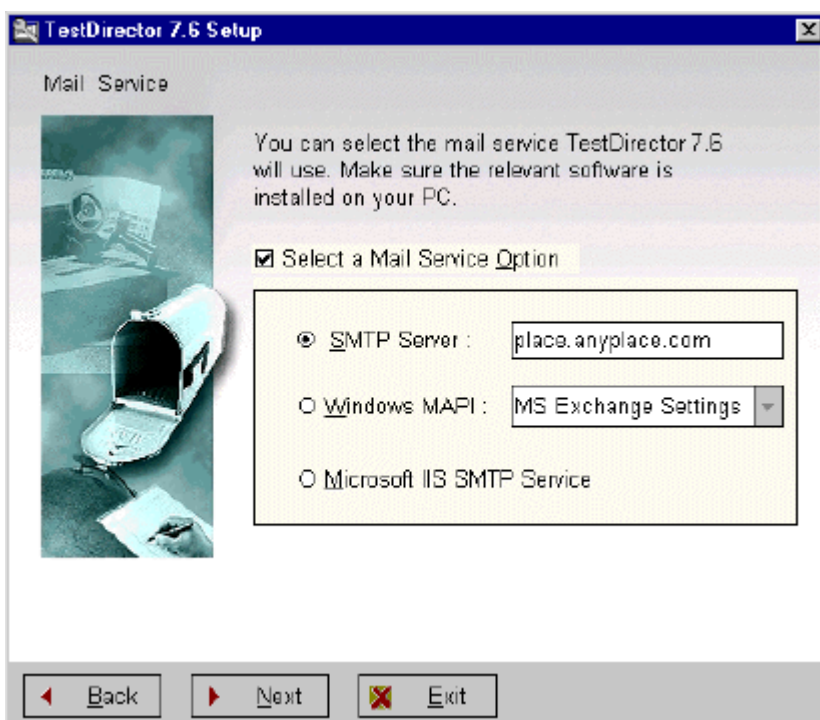 TestDirector 7.6 Setup
Mail Service
You can select the mail service TestDirector 7.6
will use. Make sure the relevant software is
installed on your PC.
Select a Mail Service Option
SMTP Server :
place.anyplace.com
Windows MAPI :
MS Exchange Settings
Microsoft IIS SMTP Service
Back
Next
Exit